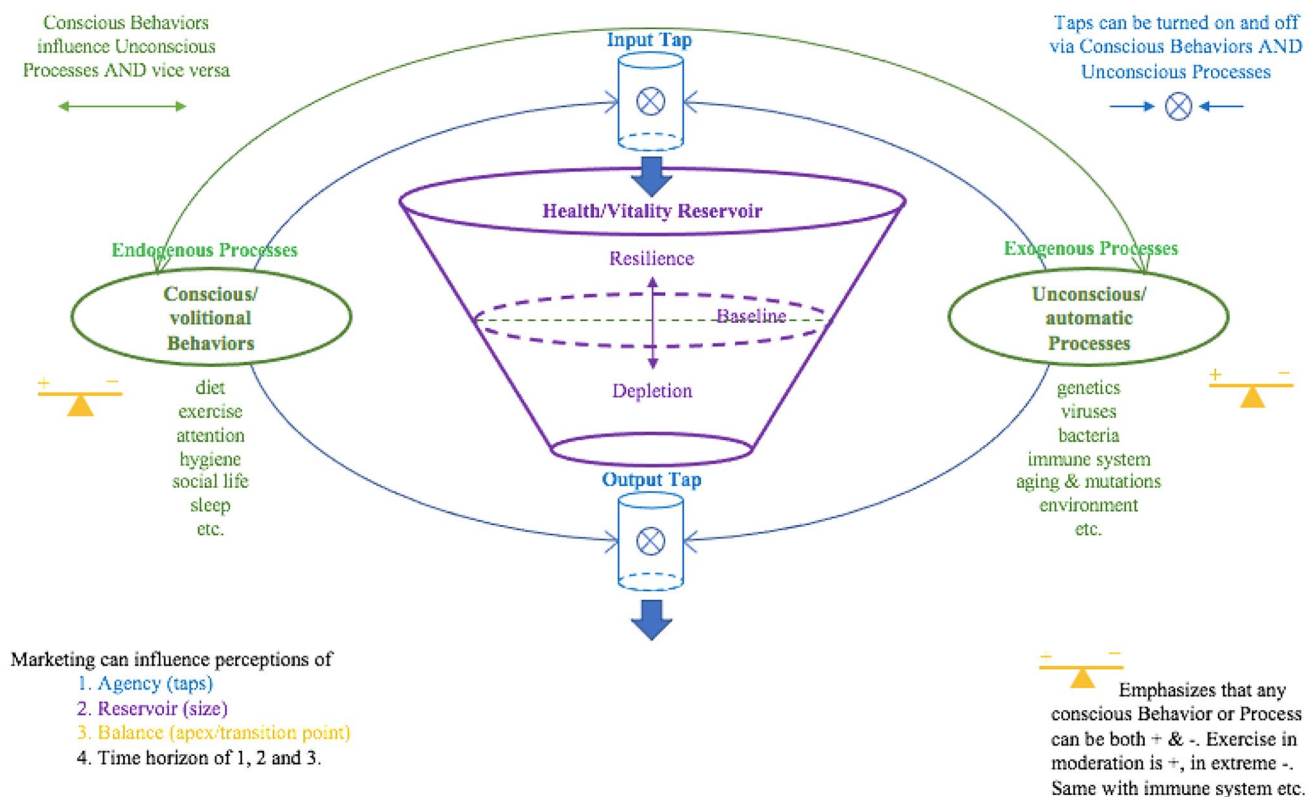 Conscious Behaviors
influence Unconscious
Processes AND vice versa
Input Tap
Taps can be turned on and off
via Conscious Behaviors AND
Unconscious Processes
Health/Vitality Reservoir
Resilience
Baseline
Depletion
Endogenous Processes
Conscious/
volitional
Behaviors
+ −
diet
exercise
attention
hygiene
social life
sleep
etc.
Exogenous Processes
Unconscious/
automatic
Processes
+ −
genetics
viruses
bacteria
immune system
aging & mutations
environment
etc.
Output Tap
Marketing can influence perceptions of
1. Agency (taps)
2. Reservoir (size)
3. Balance (apex/transition point)
4. Time horizon of 1, 2 and 3.
+ −
Emphasizes that any
conscious Behavior or Process
can be both + & -. Exercise in
moderation is +, in extreme -.
Same with immune system etc.